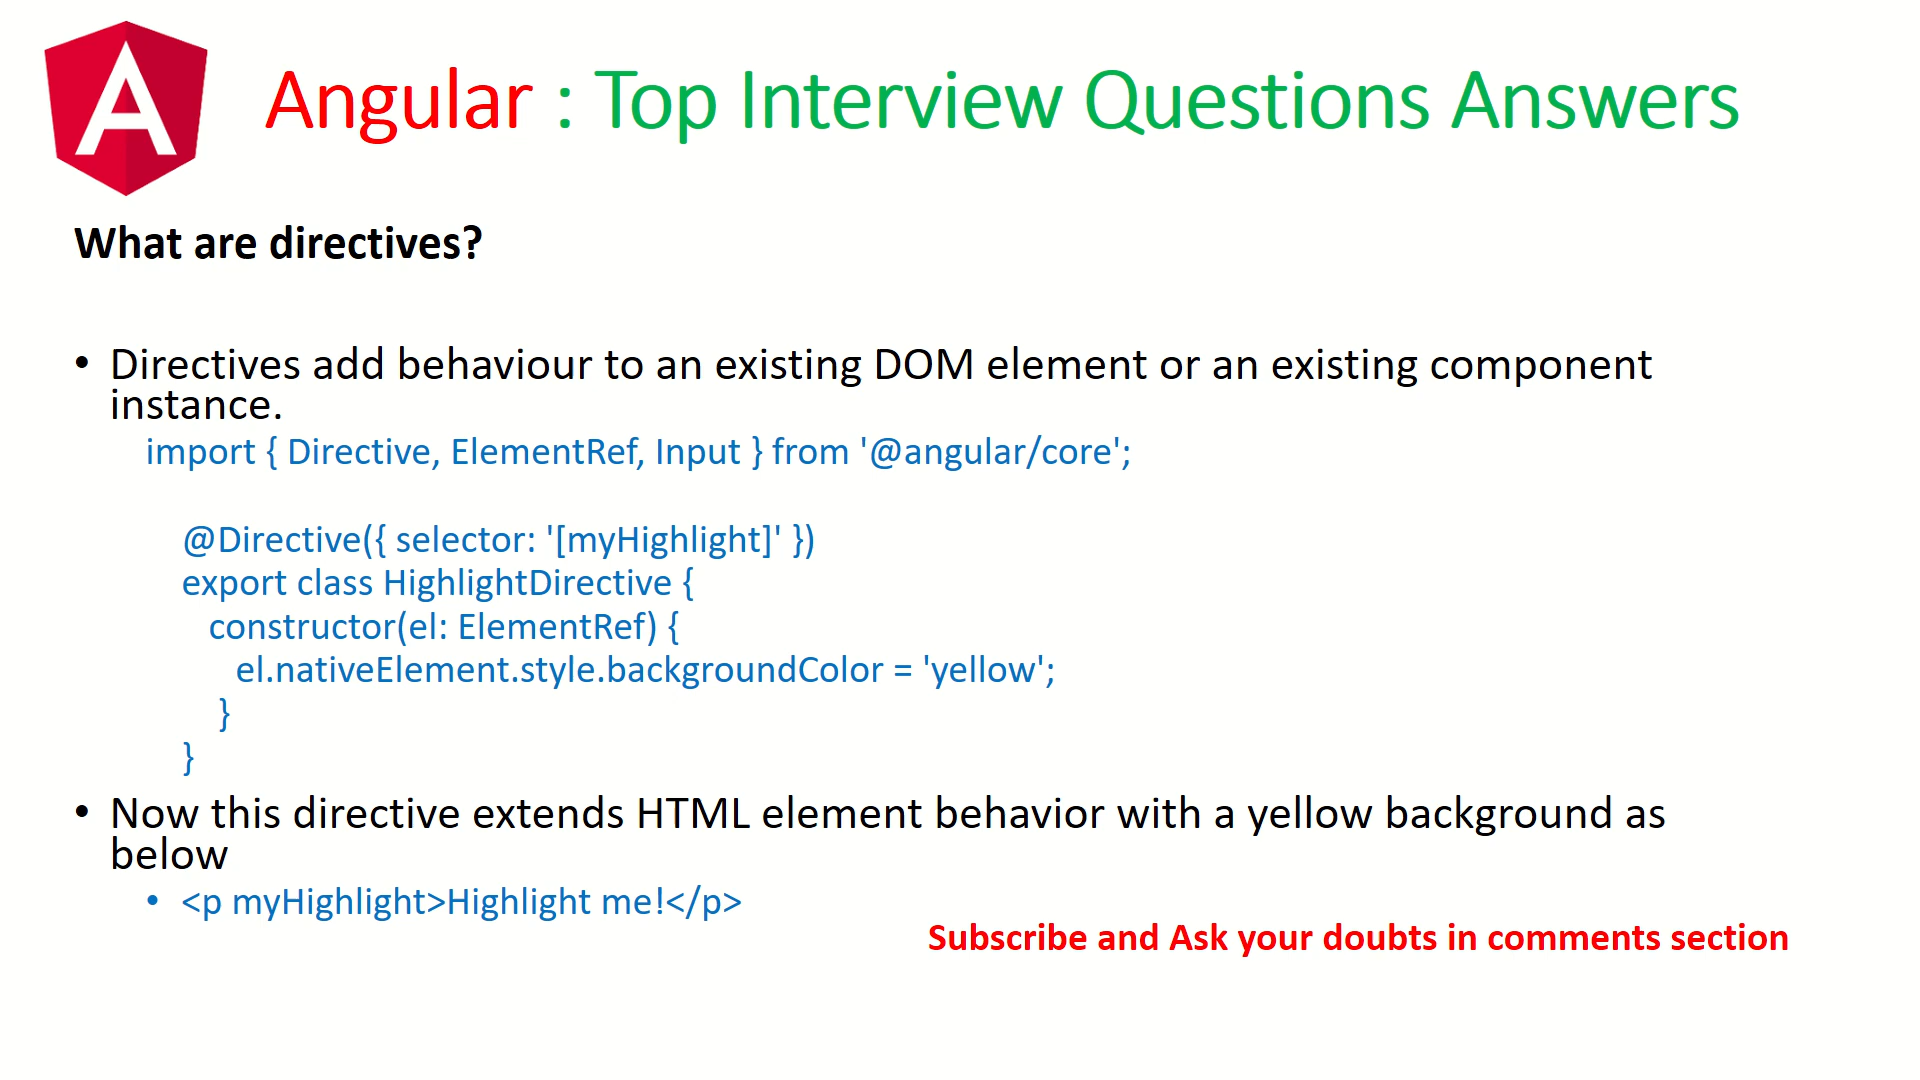 Angular : Top Interview Questions Answers
What are directives?
• Directives add behaviour to an existing DOM element or an existing component
instance.
import { Directive, ElementRef, Input } from '@angular/core';
@Directive({ selector: '[myHighlight]' })
export class HighlightDirective {
constructor(el: ElementRef) {
el.nativeElement.style.backgroundColor = 'yellow';
}
}
• Now this directive extends HTML element behavior with a yellow background as
below
• <p myHighlight>Highlight me!</p>
Subscribe and Ask your doubts in comments section